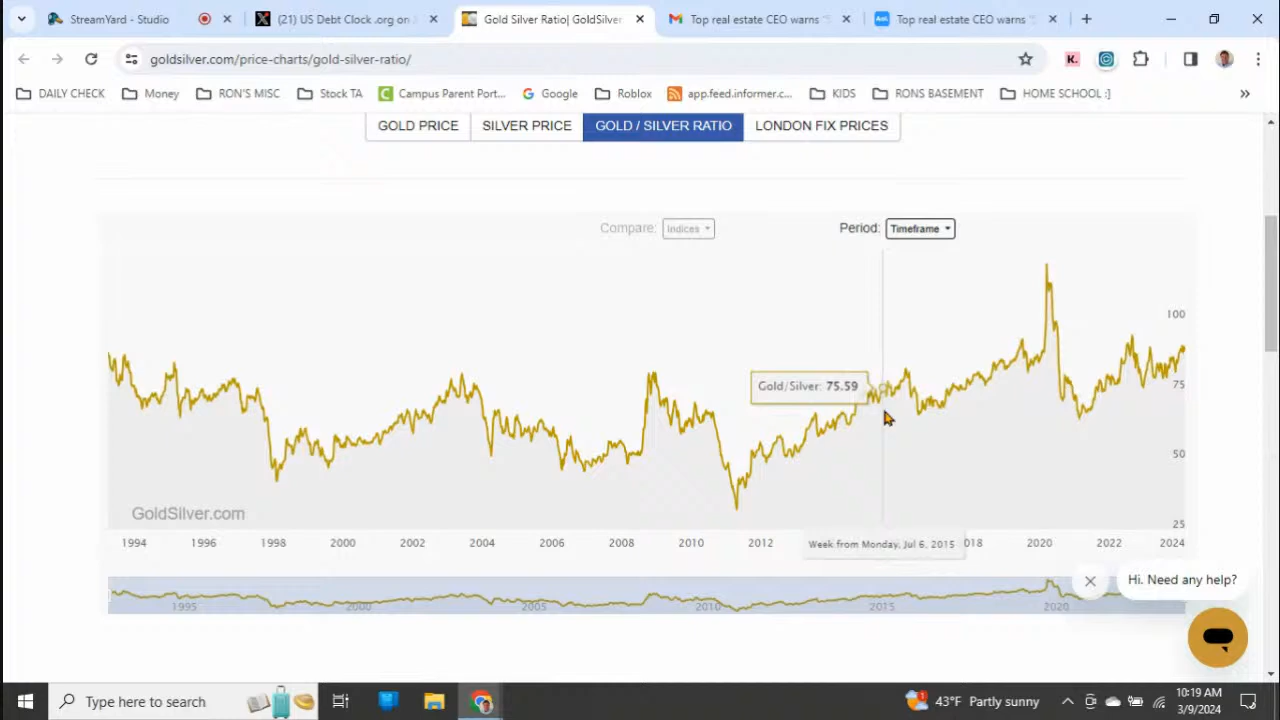 StreamYard - Studio
(21) US Debt Clock .org on
Gold Silver Ratio| GoldSilver
Top real estate CEO warns "S
Top real estate CEO warns "S
goldsilver.com/price-charts/gold-silver-ratio/
K.
DAILY CHECK
Money
RON'S MISC
Stock TA
Campus Parent Port...
Google
Roblox
app.feed.informer.c...
KIDS
RONS BASEMENT
HOME SCHOOL :]
GOLD PRICE
SILVER PRICE
GOLD / SILVER RATIO
LONDON FIX PRICES
Compare: Indices
Period: Timeframe
100
Gold/Silver: 75.59
75
50
GoldSilver.com
25
1994 1996 1998 2000 2002 2004 2006 2008 2010 2012 Week from Monday, Jul 6, 2015 018 2020 2022 2024
Hi. Need any help?
1995 2000 2005 2010 2015 2020
Type here to search
43°F Partly sunny
10:19 AM
3/9/2024